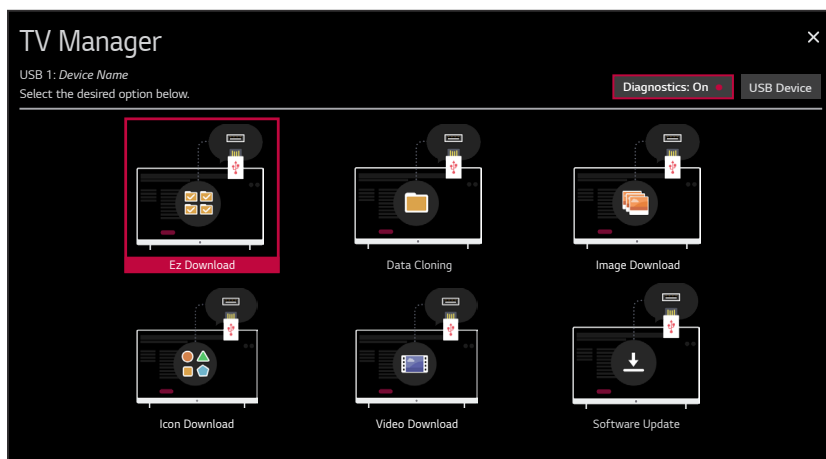 TV Manager
USB 1: Device Name
Select the desired option below.
Diagnostics: On
USB Device
Ez Download
Data Cloning
Image Download
Icon Download
Video Download
Software Update